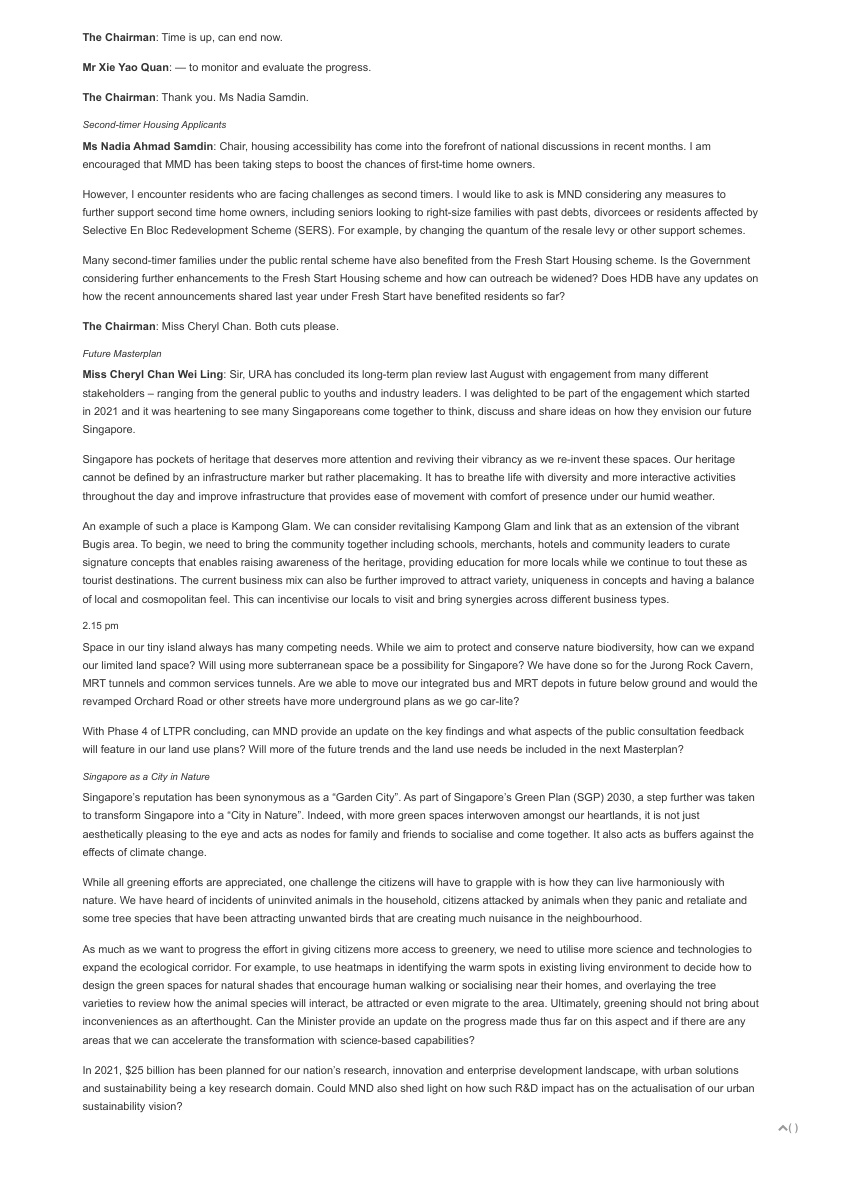 The Chairman: Time is up, can end now.
Mr Xie Yao Quan: — to monitor and evaluate the progress.
The Chairman: Thank you. Ms Nadia Samdin.
Second-timer Housing Applicants
Ms Nadia Ahmad Samdin: Chair, housing accessibility has come into the forefront of national discussions in recent months. I am
encouraged that MMD has been taking steps to boost the chances of first-time home owners.
However, I encounter residents who are facing challenges as second timers. I would like to ask is MND considering any measures to
further support second time home owners, including seniors looking to right-size families with past debts, divorcees or residents affected by
Selective En Bloc Redevelopment Scheme (SERS). For example, by changing the quantum of the resale levy or other support schemes.
Many second-timer families under the public rental scheme have also benefited from the Fresh Start Housing scheme. Is the Government
considering further enhancements to the Fresh Start Housing scheme and how can outreach be widened? Does HDB have any updates on
how the recent announcements shared last year under Fresh Start have benefited residents so far?
The Chairman: Miss Cheryl Chan. Both cuts please.
Future Masterplan
Miss Cheryl Chan Wei Ling: Sir, URA has concluded its long-term plan review last August with engagement from many different
stakeholders – ranging from the general public to youths and industry leaders. I was delighted to be part of the engagement which started
in 2021 and it was heartening to see many Singaporeans come together to think, discuss and share ideas on how they envision our future
Singapore.
Singapore has pockets of heritage that deserves more attention and reviving their vibrancy as we re-invent these spaces. Our heritage
cannot be defined by an infrastructure marker but rather placemaking. It has to breathe life with diversity and more interactive activities
throughout the day and improve infrastructure that provides ease of movement with comfort of presence under our humid weather.
An example of such a place is Kampong Glam. We can consider revitalising Kampong Glam and link that as an extension of the vibrant
Bugis area. To begin, we need to bring the community together including schools, merchants, hotels and community leaders to curate
signature concepts that enables raising awareness of the heritage, providing education for more locals while we continue to tout these as
tourist destinations. The current business mix can also be further improved to attract variety, uniqueness in concepts and having a balance
of local and cosmopolitan feel. This can incentivise our locals to visit and bring synergies across different business types.
2.15 pm
Space in our tiny island always has many competing needs. While we aim to protect and conserve nature biodiversity, how can we expand
our limited land space? Will using more subterranean space be a possibility for Singapore? We have done so for the Jurong Rock Cavern,
MRT tunnels and common services tunnels. Are we able to move our integrated bus and MRT depots in future below ground and would the
revamped Orchard Road or other streets have more underground plans as we go car-lite?
With Phase 4 of LTPR concluding, can MND provide an update on the key findings and what aspects of the public consultation feedback
will feature in our land use plans? Will more of the future trends and the land use needs be included in the next Masterplan?
Singapore as a City in Nature
Singapore's reputation has been synonymous as a “Garden City”. As part of Singapore's Green Plan (SGP) 2030, a step further was taken
to transform Singapore into a “City in Nature”. Indeed, with more green spaces interwoven amongst our heartlands, it is not just
aesthetically pleasing to the eye and acts as nodes for family and friends to socialise and come together. It also acts as buffers against the
effects of climate change.
While all greening efforts are appreciated, one challenge the citizens will have to grapple with is how they can live harmoniously with
nature. We have heard of incidents of uninvited animals in the household, citizens attacked by animals when they panic and retaliate and
some tree species that have been attracting unwanted birds that are creating much nuisance in the neighbourhood.
As much as we want to progress the effort in giving citizens more access to greenery, we need to utilise more science and technologies to
expand the ecological corridor. For example, to use heatmaps in identifying the warm spots in existing living environment to decide how to
design the green spaces for natural shades that encourage human walking or socialising near their homes, and overlaying the tree
varieties to review how the animal species will interact, be attracted or even migrate to the area. Ultimately, greening should not bring about
inconveniences as an afterthought. Can the Minister provide an update on the progress made thus far on this aspect and if there are any
areas that we can accelerate the transformation with science-based capabilities?
In 2021, $25 billion has been planned for our nation's research, innovation and enterprise development landscape, with urban solutions
and sustainability being a key research domain. Could MND also shed light on how such R&D impact has on the actualisation of our urban
sustainability vision?
( )